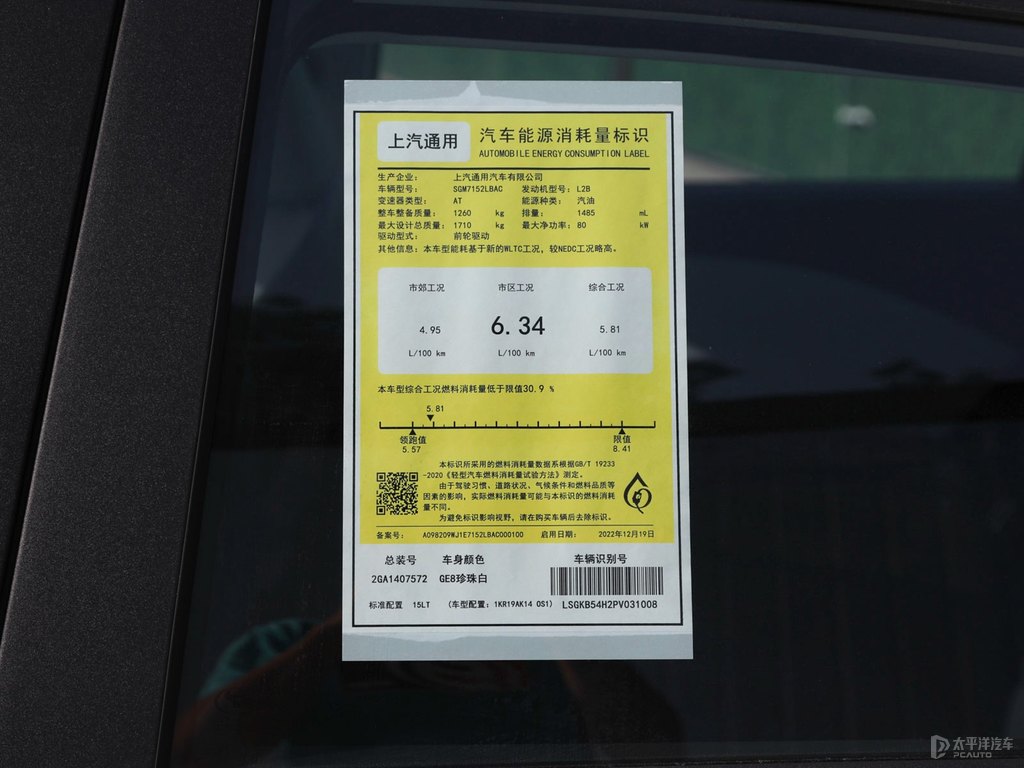 上汽通用
汽车能源消耗量标识
AUTOMOBILE ENERGY CONSUMPTION LABEL
生产企业: 上汽通用汽车有限公司
车辆型号: SGM7152LBAC 发动机型号: L2B
变速器类型: AT 能源种类: 汽油
整车整备质量: 1260 kg 排量: 1485 mL
最大设计总质量: 1710 kg 最大净功率: 80 kW
驱动型式: 前轮驱动
其他信息: 本车型能耗基于新的WLTC工况, 较NEDC工况略高。
市郊工况 市区工况 综合工况
4.95 6.34 5.81
L/100 km L/100 km L/100 km
本车型综合工况燃料消耗量低于限值30.9 %
5.81
领跑值 限值
5.57 8.41
本标识所采用的燃料消耗量数据系根据GB/T 19233
-2020《轻型汽车燃料消耗量试验方法》测定。
由于驾驶习惯、道路状况、气候条件和燃料品质等
因素的影响, 实际燃料消耗量可能与本标识的燃料消耗
量不同。
为避免标识影响视野, 请在购买车辆后去除标识。
备案号: A098209WJ1E7152LBAC000100 启用日期: 2022年12月19日
总装号 车身颜色 车辆识别号
2GA1407572 GE8珍珠白
标准配置 15LT (车型配置: 1KR19AK14 0S1) LSGKB54H2PV031008
太平洋汽车
PCAUTO